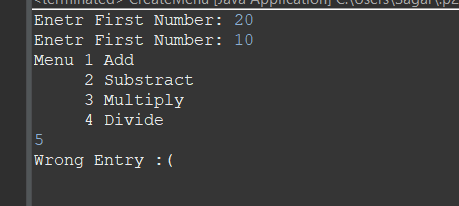 <terminated> CreateMenu [Java Application] C:\Users\Sagar\.p2
Enetr First Number: 20
Enetr First Number: 10
Menu 1 Add
     2 Substract
     3 Multiply
     4 Divide
5
Wrong Entry :(